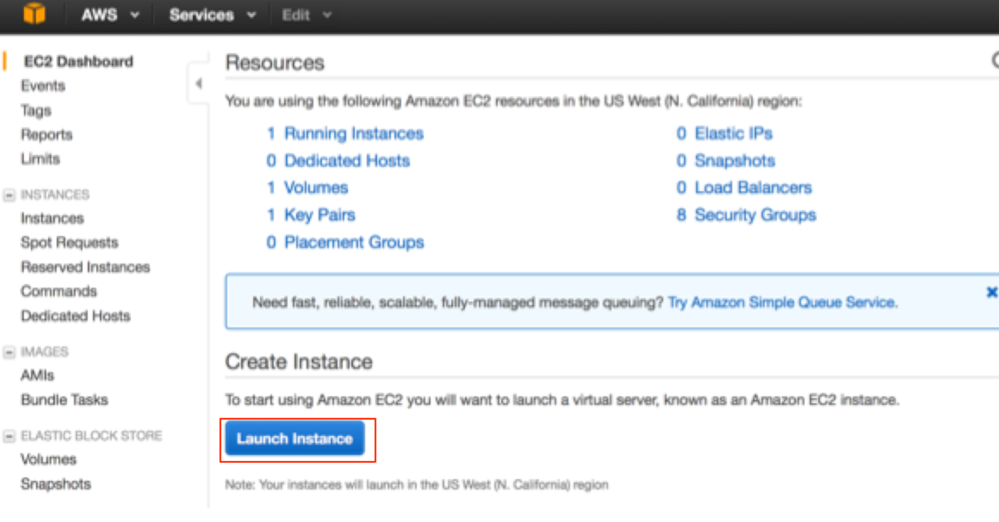 AWS Services Edit
EC2 Dashboard
Events
Tags
Reports
Limits
INSTANCES
Instances
Spot Requests
Reserved Instances
Commands
Dedicated Hosts
IMAGES
AMIs
Bundle Tasks
ELASTIC BLOCK STORE
Volumes
Snapshots
Resources
You are using the following Amazon EC2 resources in the US West (N. California) region:
1 Running Instances
0 Dedicated Hosts
1 Volumes
1 Key Pairs
0 Placement Groups
0 Elastic IPs
0 Snapshots
0 Load Balancers
8 Security Groups
Need fast, reliable, scalable, fully-managed message queuing? Try Amazon Simple Queue Service.
Create Instance
To start using Amazon EC2 you will want to launch a virtual server, known as an Amazon EC2 instance.
Launch Instance
Note: Your instances will launch in the US West (N. California) region